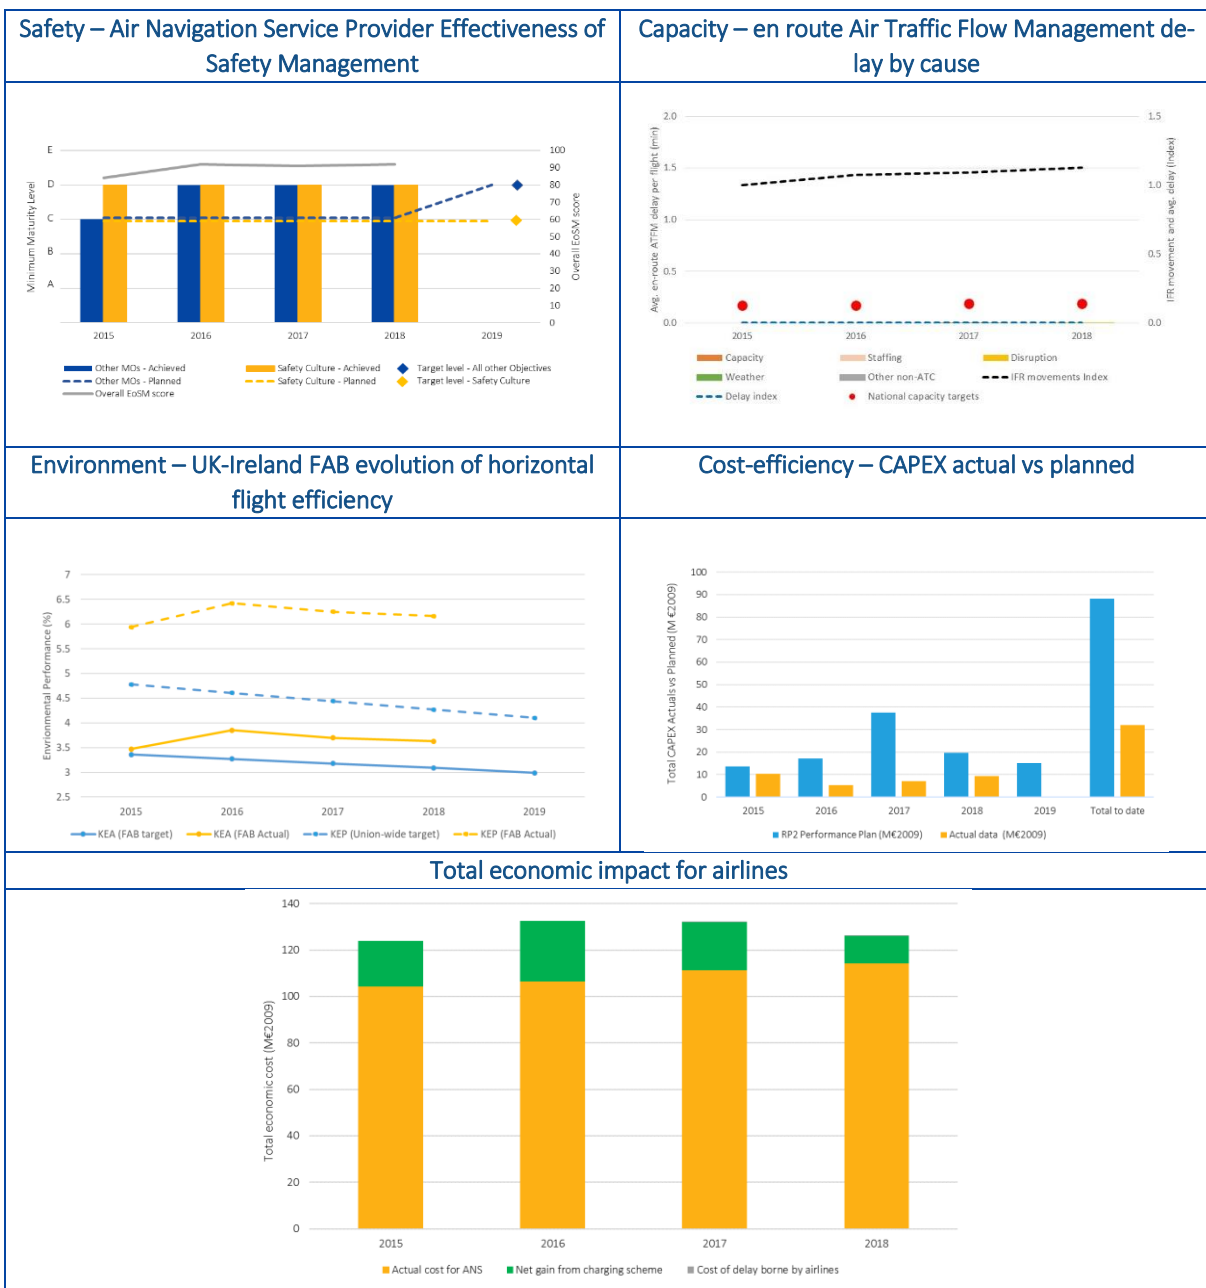 Safety – Air Navigation Service Provider Effectiveness of
Safety Management
Capacity – en route Air Traffic Flow Management de-
lay by cause
Minimum Maturity Level
E
D
C
B
A
100
90
80
70
60
50
40
30
20
10
0
Overall EoSM score
2015 2016 2017 2018 2019
Other MOs - Achieved Safety Culture - Achieved Target level - All other Objectives
Other MOs - Planned Safety Culture - Planned Target level - Safety Culture
Overall EoSM score
Avg. en-route ATFM delay per flight (min)
2.0
1.5
1.0
0.5
0.0
1.5
1.0
0.5
0.0
IFR movement and avg. delay (Index)
2015 2016 2017 2018
Capacity Staffing Disruption
Weather Other non-ATC IFR movements Index
Delay index National capacity targets
Environment – UK-Ireland FAB evolution of horizontal
flight efficiency
Cost-efficiency – CAPEX actual vs planned
Envrionmental Performance (%)
7
6.5
6
5.5
5
4.5
4
3.5
3
2.5
2015 2016 2017 2018 2019
KEA (FAB target) KEA (FAB Actual) KEP (Union-wide target) KEP (FAB Actual)
Total CAPEX Actuals vs Planned (M €2009)
100
90
80
70
60
50
40
30
20
10
0
2015 2016 2017 2018 2019 Total to date
RP2 Performance Plan (M€2009) Actual data (M€2009)
Total economic impact for airlines
Total economic cost (M€2009)
140
120
100
80
60
40
20
0
2015 2016 2017 2018
Actual cost for ANS Net gain from charging scheme Cost of delay borne by airlines